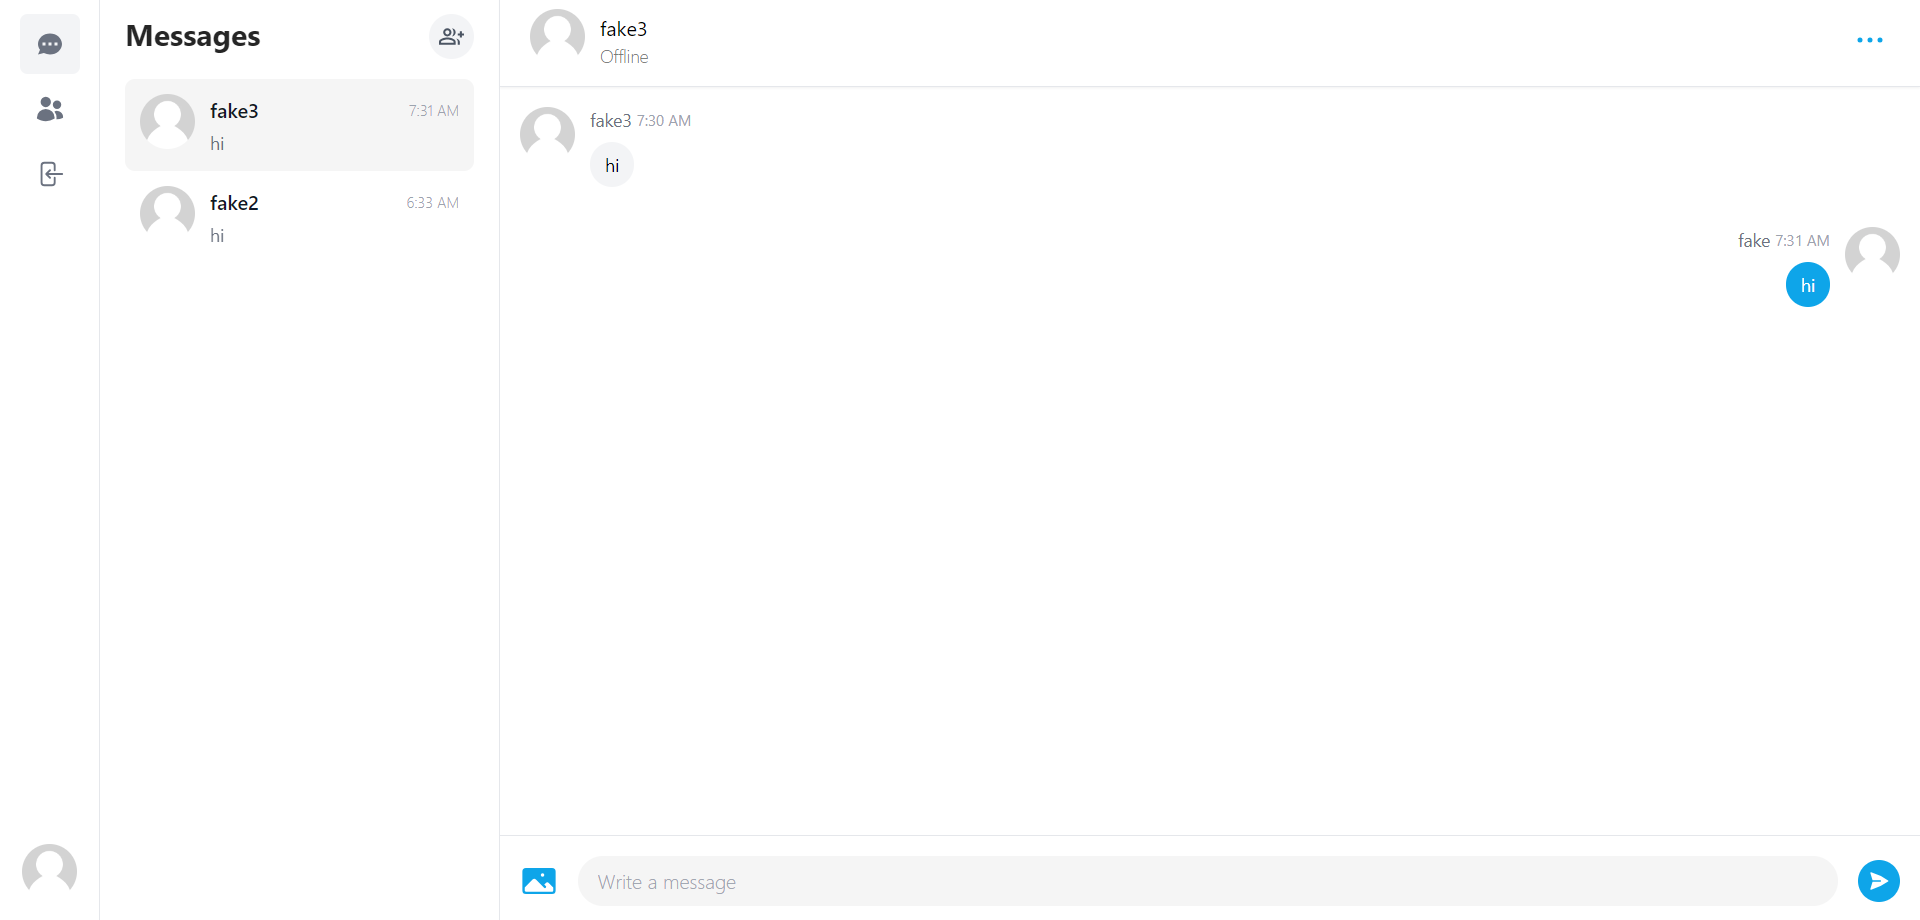 Messages
fake3 7:31 AM
hi
fake2 6:33 AM
hi
fake3
Offline
fake3 7:30 AM
hi
fake 7:31 AM
hi
Write a message